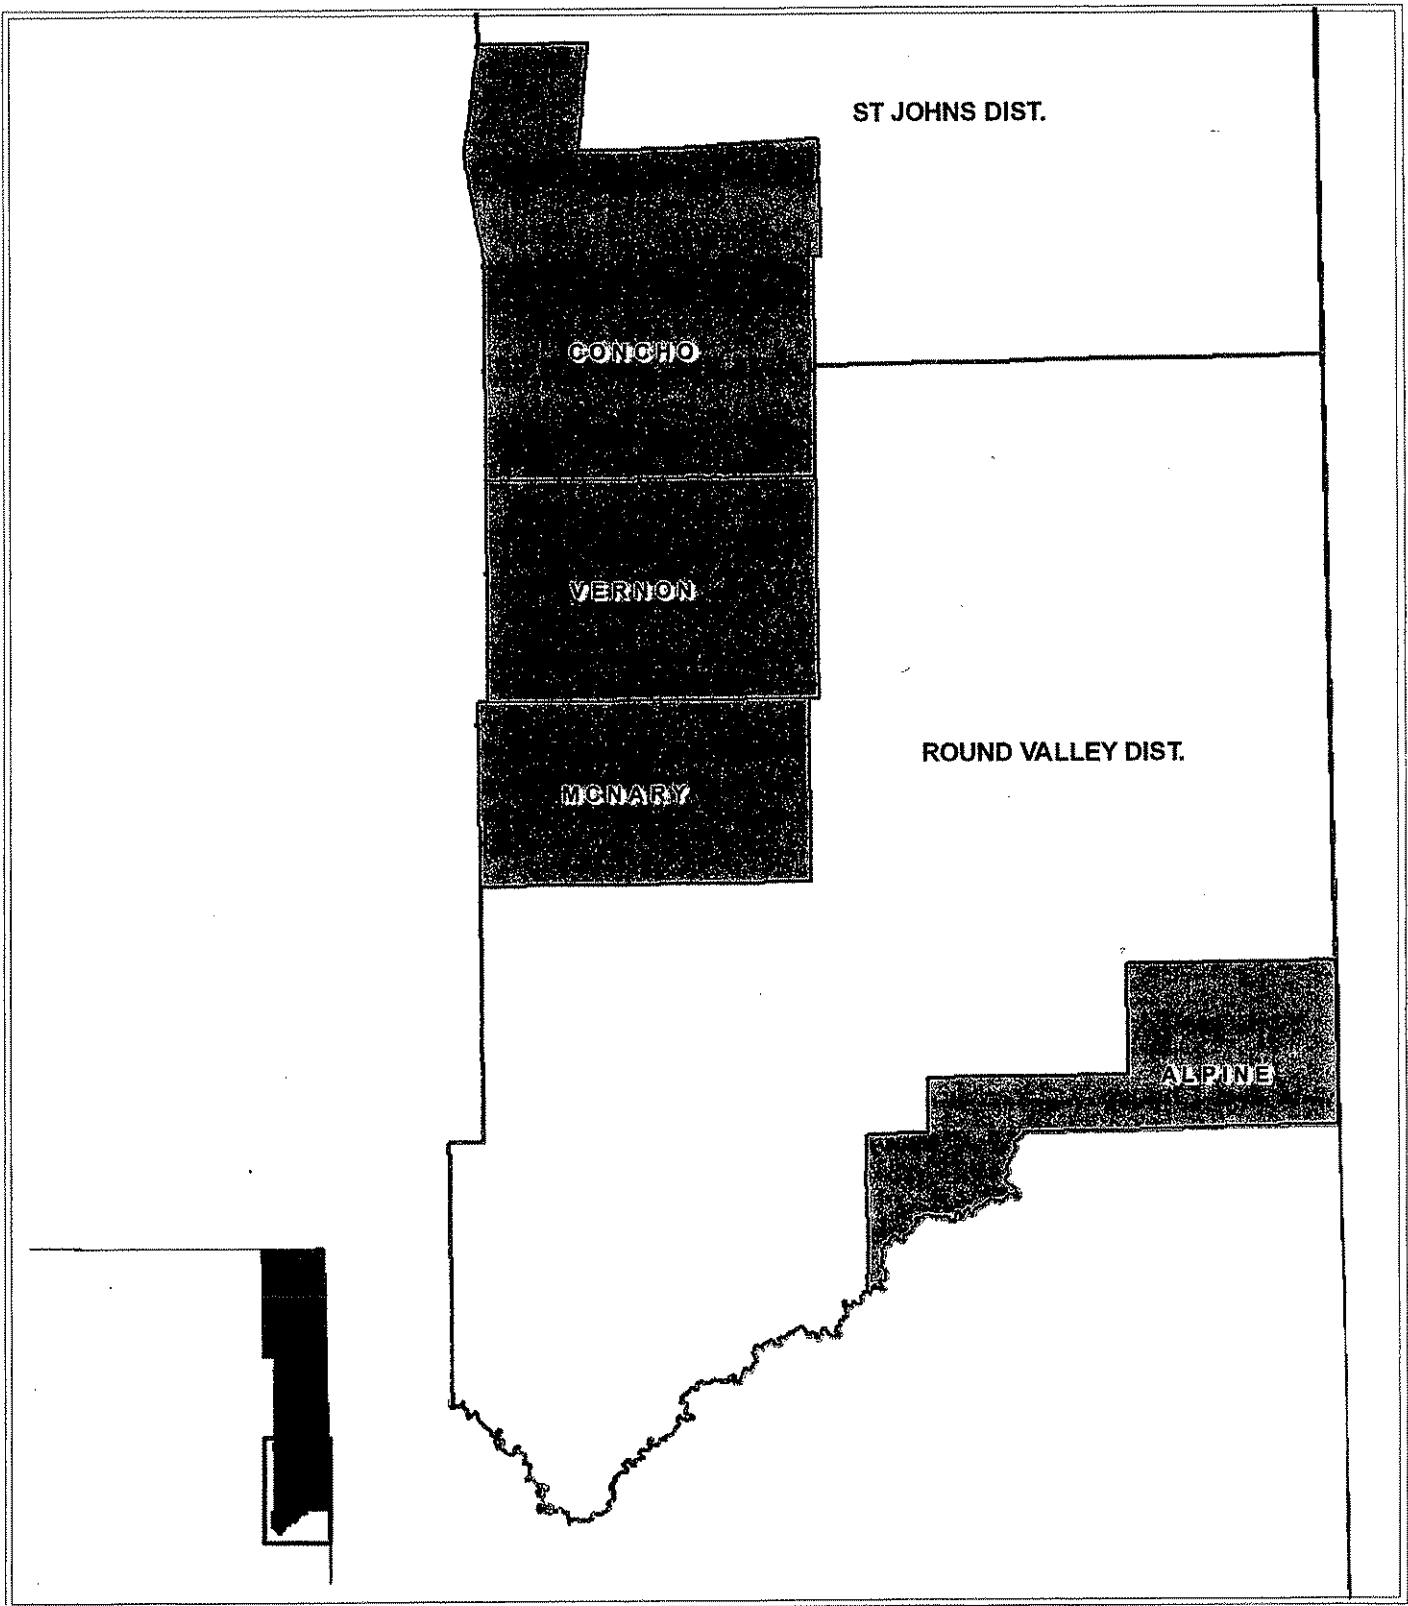 ST JOHNS DIST.
CONCHO
VERNON
ROUND VALLEY DIST.
MCNARY
ALPINE